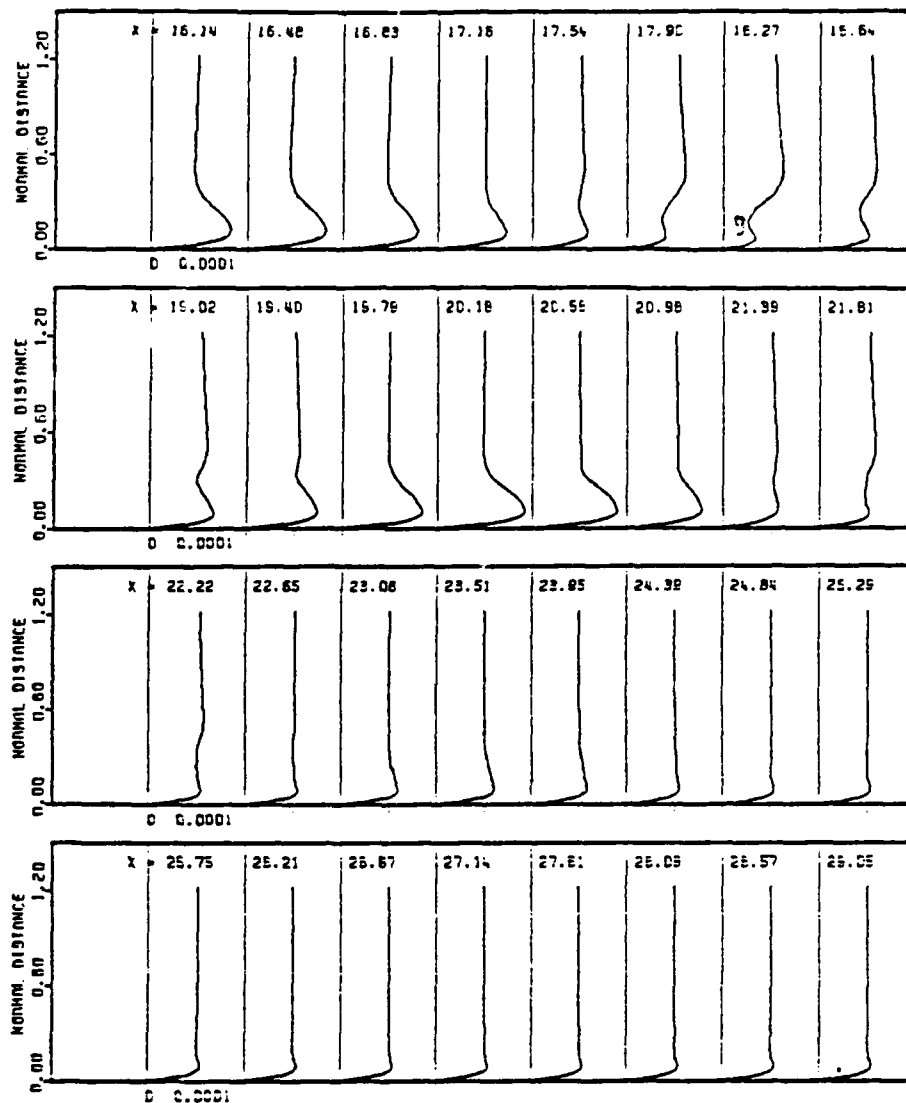 X = 16.14 16.48 16.83 17.18 17.54 17.90 18.27 18.64
NORMAL DISTANCE
0.00 0.60 1.20
0 0.0001
X = 19.02 19.40 19.79 20.18 20.58 20.98 21.39 21.81
NORMAL DISTANCE
0.00 0.60 1.20
0 0.0001
X = 22.22 22.65 23.08 23.51 23.95 24.39 24.84 25.29
NORMAL DISTANCE
0.00 0.60 1.20
0 0.0001
X = 25.75 26.21 26.67 27.14 27.61 28.09 28.57 29.05
NORMAL DISTANCE
0.00 0.60 1.20
0 0.0001